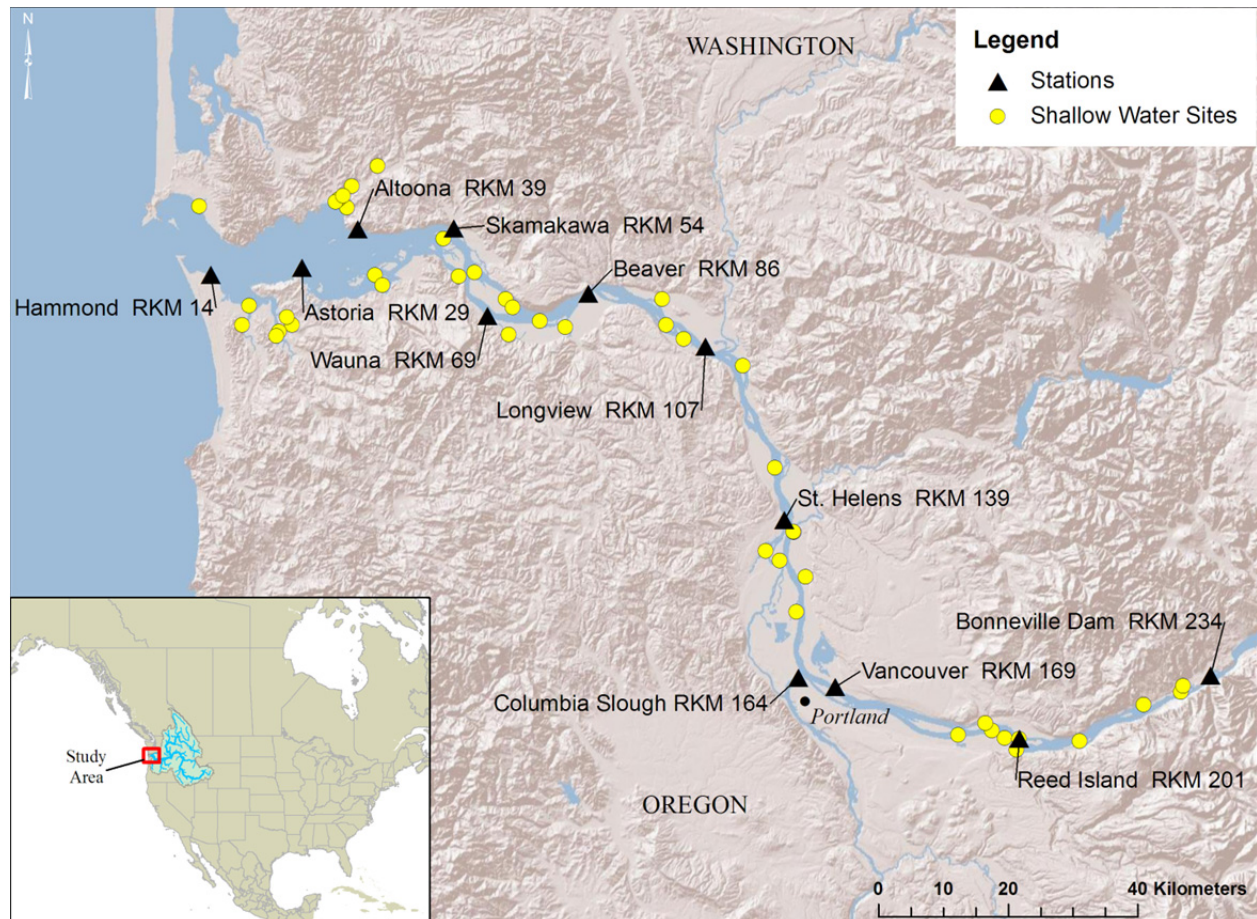 N
WASHINGTON
Legend
Stations
Shallow Water Sites
Altoona RKM 39
Skamakawa RKM 54
Beaver RKM 86
Hammond RKM 14
Astoria RKM 29
Wauna RKM 69
Longview RKM 107
St. Helens RKM 139
Bonneville Dam RKM 234
Vancouver RKM 169
Columbia Slough RKM 164
Portland
Study
Area
Reed Island RKM 201
OREGON
0 10 20 40 Kilometers